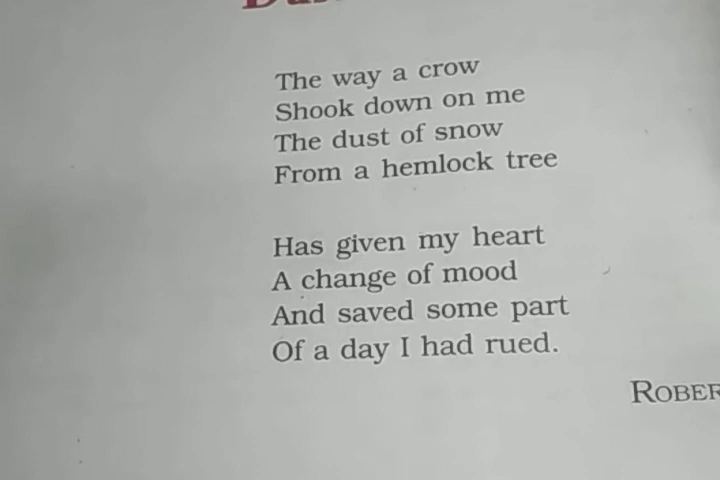 The way a crow
Shook down on me
The dust of snow
From a hemlock tree
Has given my heart
A change of mood
And saved some part
Of a day I had rued.